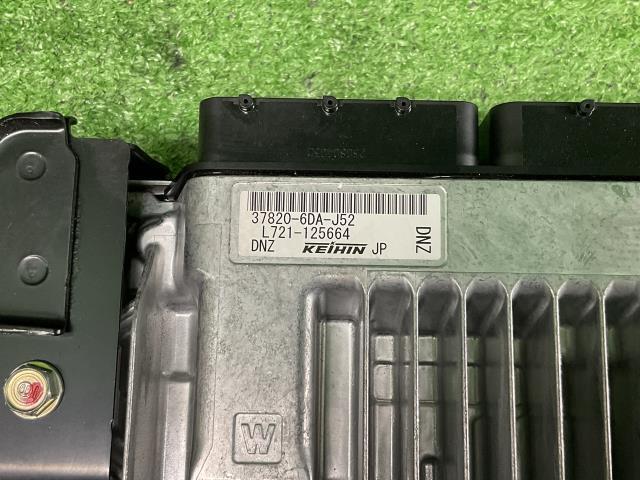 37820-6DA-J52
L721-125664
DNZ KEIHIN JP
DNZ
W